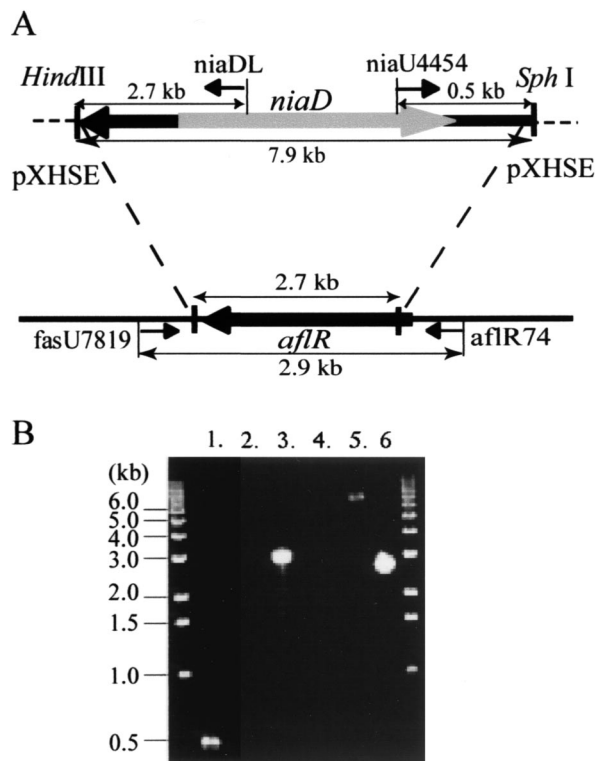 A
niaDL
niaU4454
HindIII
2.7 kb
niaD
0.5 kb
Sph I
7.9 kb
pXHSE
pXHSE
2.7 kb
fasU7819
aflR
aflR74
2.9 kb
B
1. 2. 3. 4. 5. 6
(kb)
6.0
5.0
4.0
3.0
2.0
1.5
1.0
0.5